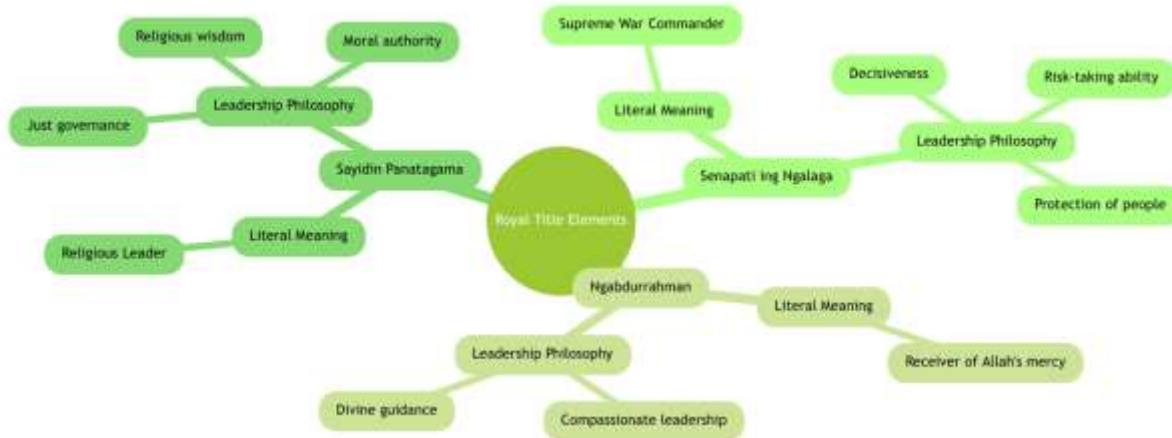 Royal Title Elements
Senapati Ing Ngalaga
Literal Meaning
Supreme War Commander
Leadership Philosophy
Decisiveness
Risk-taking ability
Protection of people
Ngabdurrahman
Literal Meaning
Receiver of Allah's mercy
Leadership Philosophy
Divine guidance
Compassionate leadership
Sayidin Panatagama
Literal Meaning
Religious Leader
Leadership Philosophy
Religious wisdom
Moral authority
Just governance